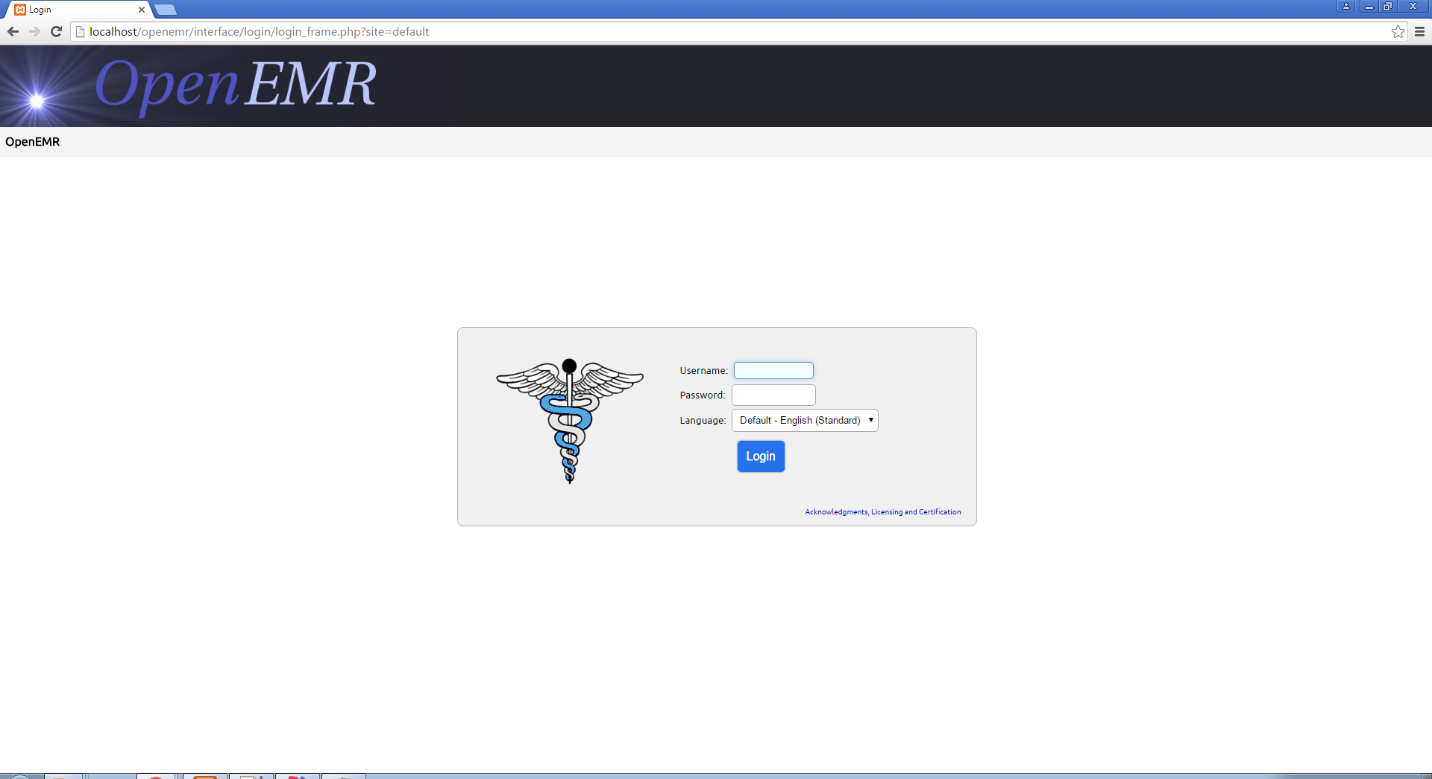 Login
localhost/openemr/interface/login/login_frame.php?site=default
OpenEMR
OpenEMR
Username:
Password:
Language: Default - English (Standard)
Login
Acknowledgments, Licensing and Certification